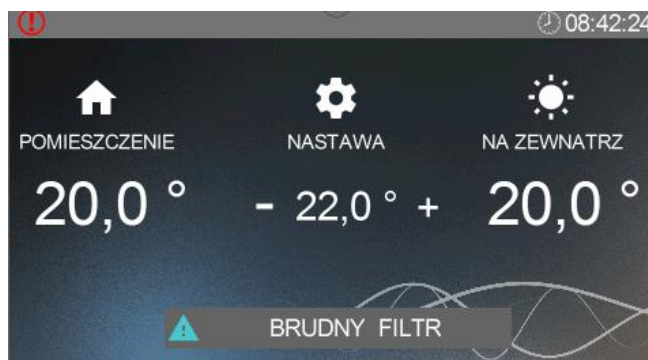 08:42:24
POMIESZCZENIE
NASTAWA
NA ZEWNATRZ
20,0 °
- 22,0 ° +
20,0 °
BRUDNY FILTR